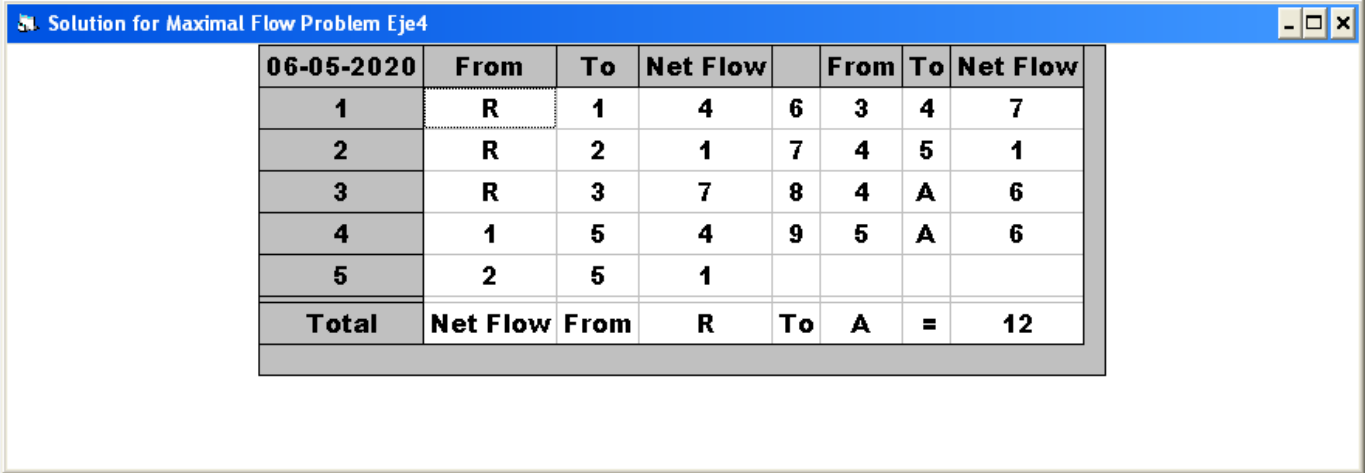 Solution for Maximal Flow Problem Eje4
06-05-2020 From To Net Flow From To Net Flow
1 R 1 4 6 3 4 7
2 R 2 1 7 4 5 1
3 R 3 7 8 4 A 6
4 1 5 4 9 5 A 6
5 2 5 1
Total Net Flow From R To A = 12